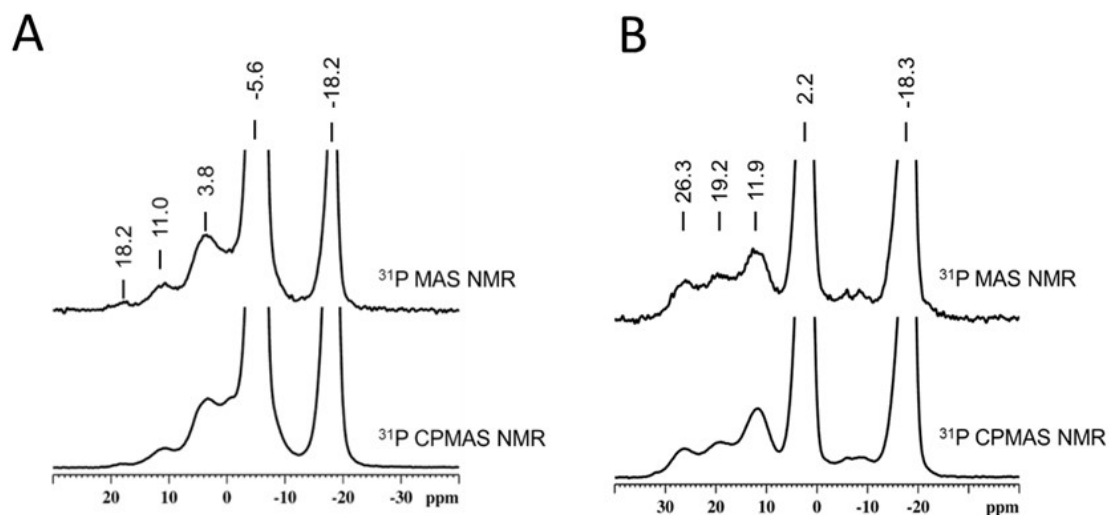 A
18.2
11.0
3.8
-5.6
-18.2
31P MAS NMR
31P CPMAS NMR
20 10 0 -10 -20 -30 ppm
B
26.3
19.2
11.9
2.2
-18.3
31P MAS NMR
31P CPMAS NMR
30 20 10 0 -10 -20 ppm